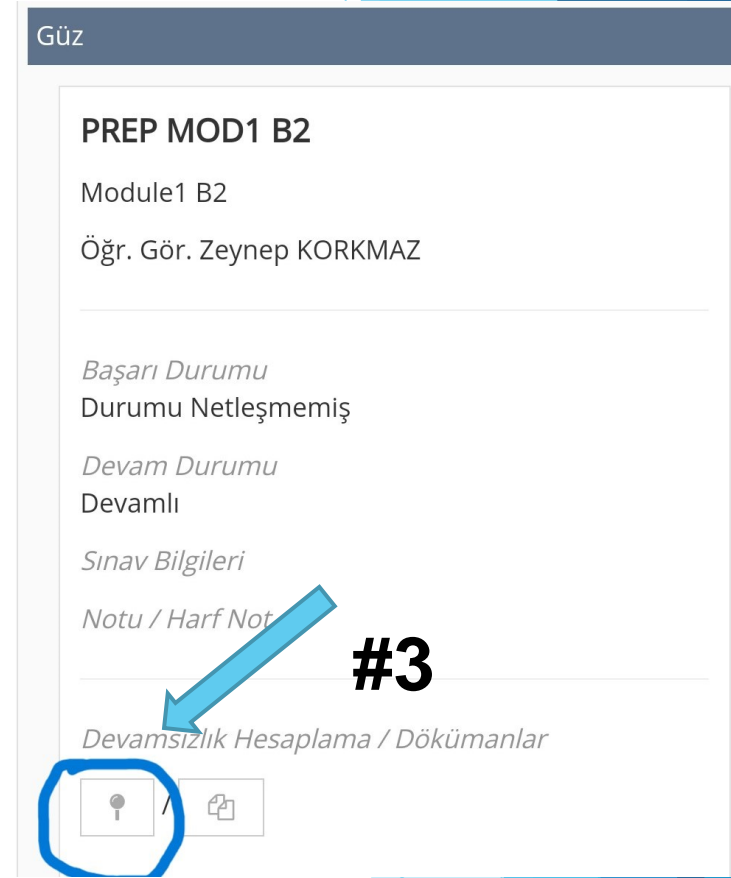 Güz
PREP MOD1 B2
Module1 B2
Öğr. Gör. Zeynep KORKMAZ
Başarı Durumu
Durumu Netleşmemiş
Devam Durumu
Devamlı
Sınav Bilgileri
Notu / Harf Not
#3
Devamsızlık Hesaplama / Dökümanlar
/